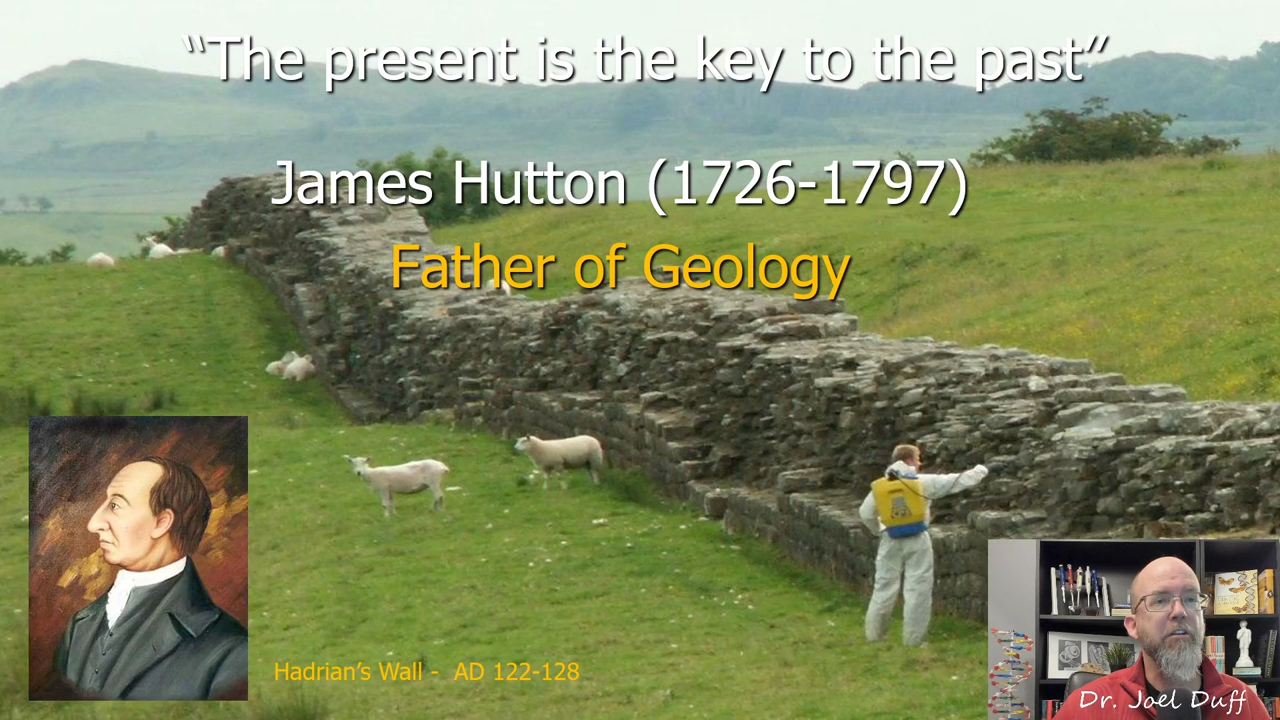 “The present is the key to the past”
James Hutton (1726-1797)
Father of Geology
Hadrian’s Wall - AD 122-128
Dr. Joel Duff